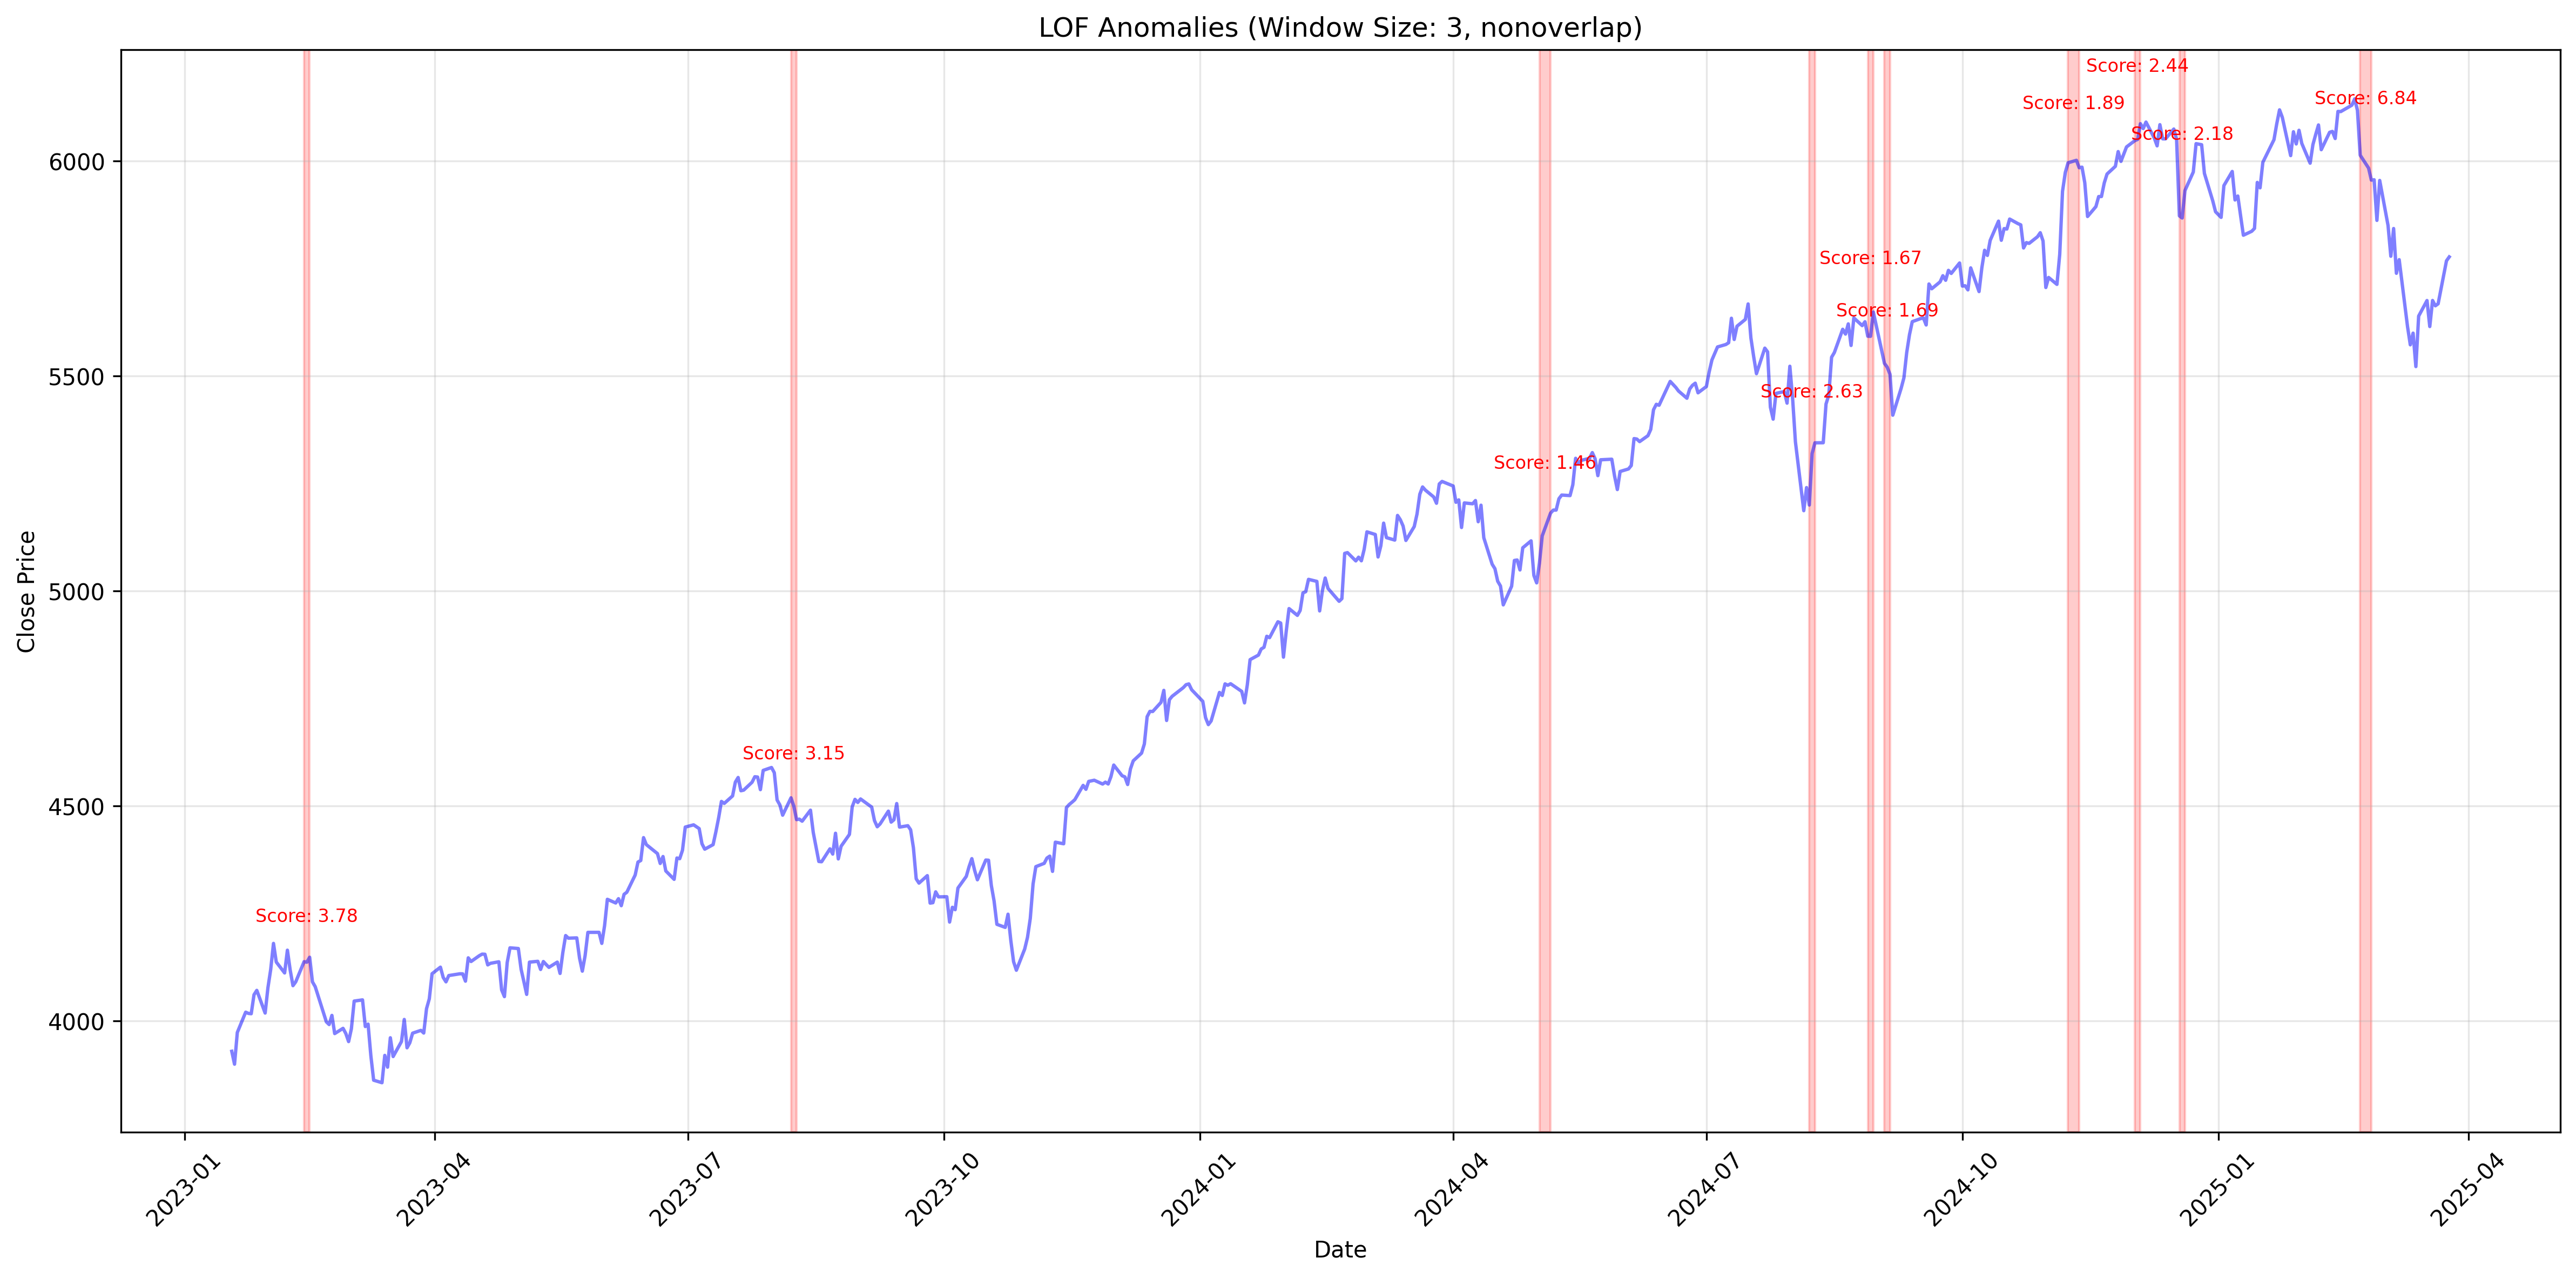 LOF Anomalies (Window Size: 3, nonoverlap)
Score: 2.44
Score: 6.84
Score: 1.89
Score: 2.18
6000
Score: 1.67
Score: 1.69
5500
Score: 2.63
Score: 1.46
5000
Close Price
4500
Score: 3.15
Score: 3.78
4000
2023-01
2023-04
2023-07
2023-10
2024-01
2024-04
2024-07
2024-10
2025-01
2025-04
Date